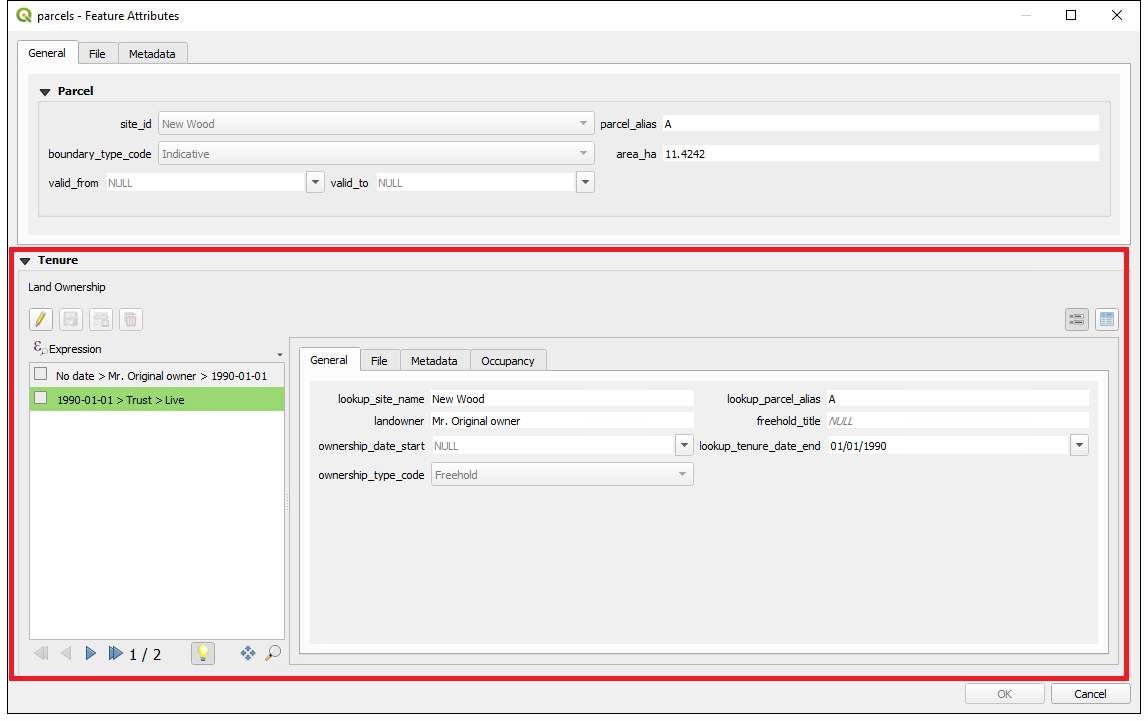 parcels - Feature Attributes
General File Metadata
Parcel
site_id New Wood parcel_alias A
boundary_type_code Indicative area_ha 11.4242
valid_from NULL valid_to NULL
Tenure
Land Ownership
Expression
No date > Mr. Original owner > 1990-01-01
1990-01-01 > Trust > Live
1 / 2
General File Metadata Occupancy
lookup_site_name New Wood lookup_parcel_alias A
landowner Mr. Original owner freehold_title NULL
ownership_date_start NULL lookup_tenure_date_end 01/01/1990
ownership_type_code Freehold
OK Cancel